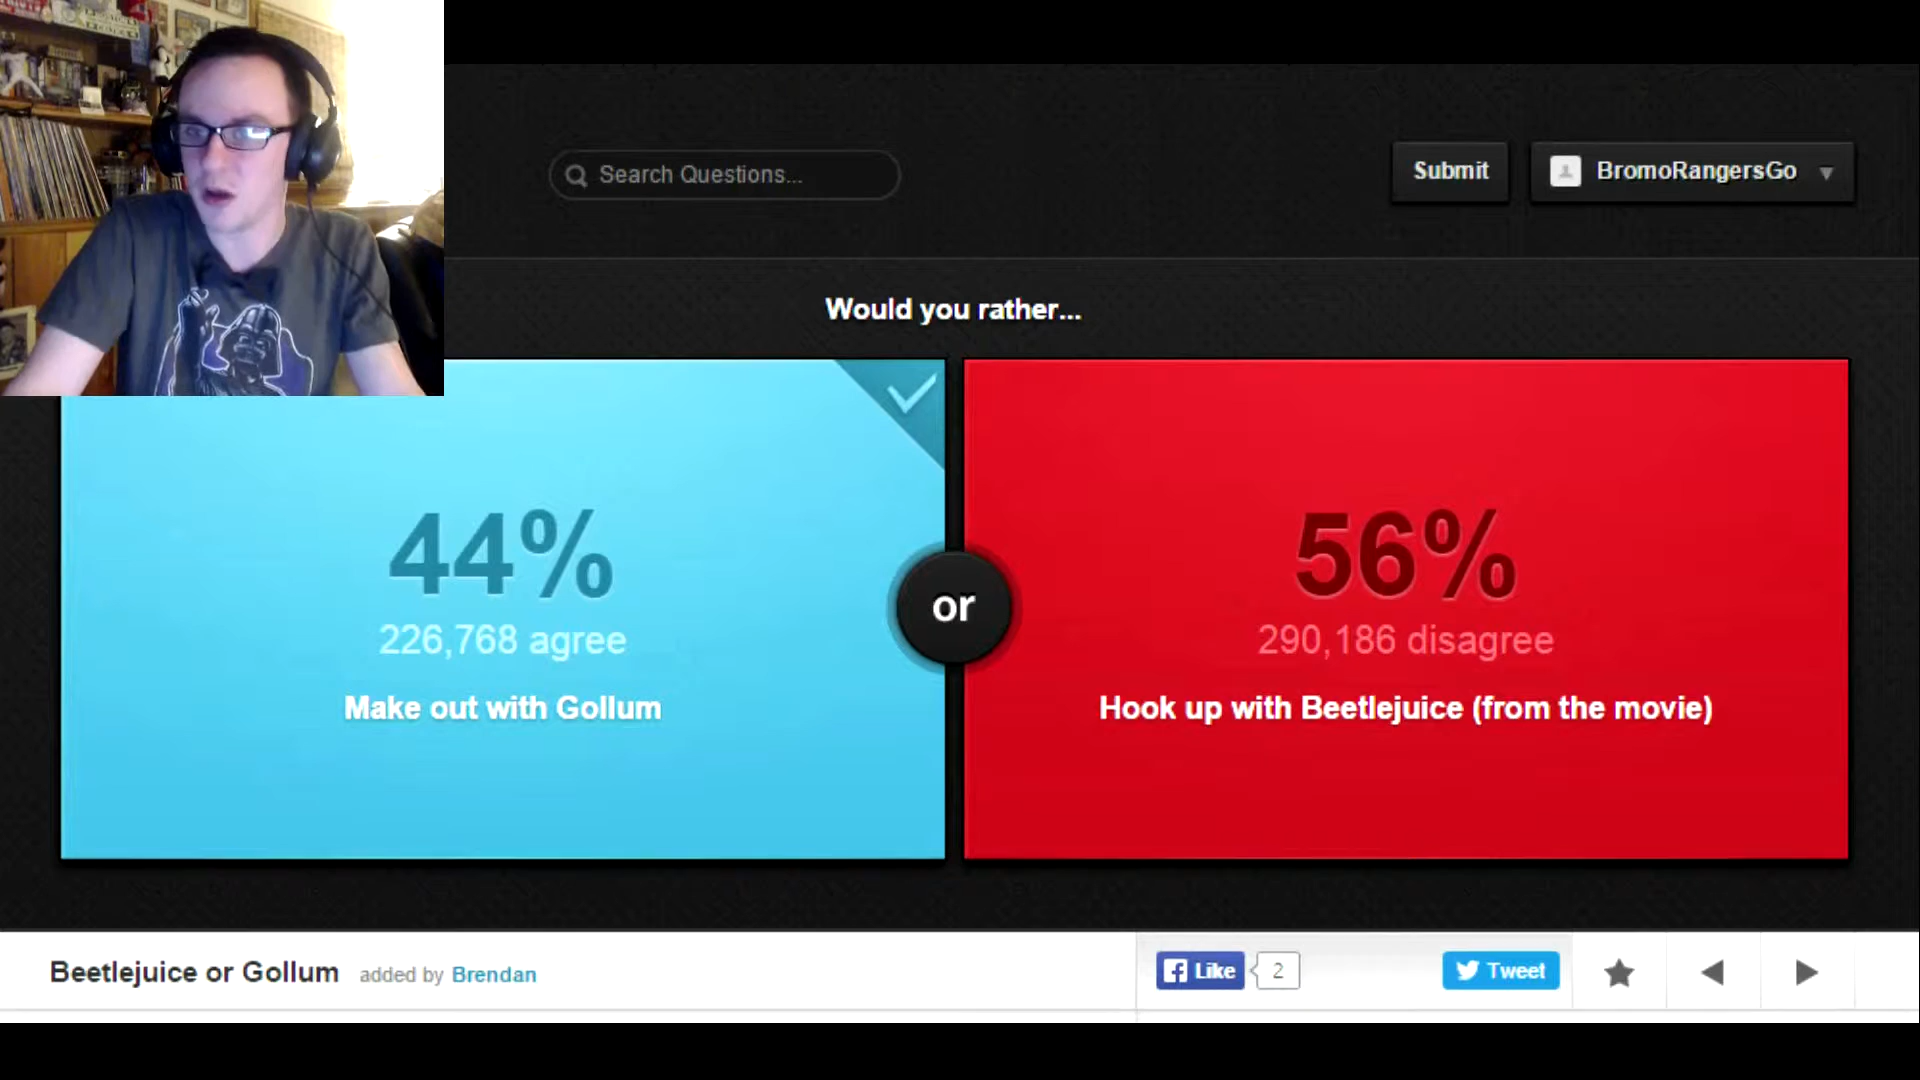 Search Questions...
Submit
BromoRangersGo
Would you rather...
44%
226,768 agree
Make out with Gollum
or
56%
290,186 disagree
Hook up with Beetlejuice (from the movie)
Beetlejuice or Gollum added by Brendan
Like
2
Tweet